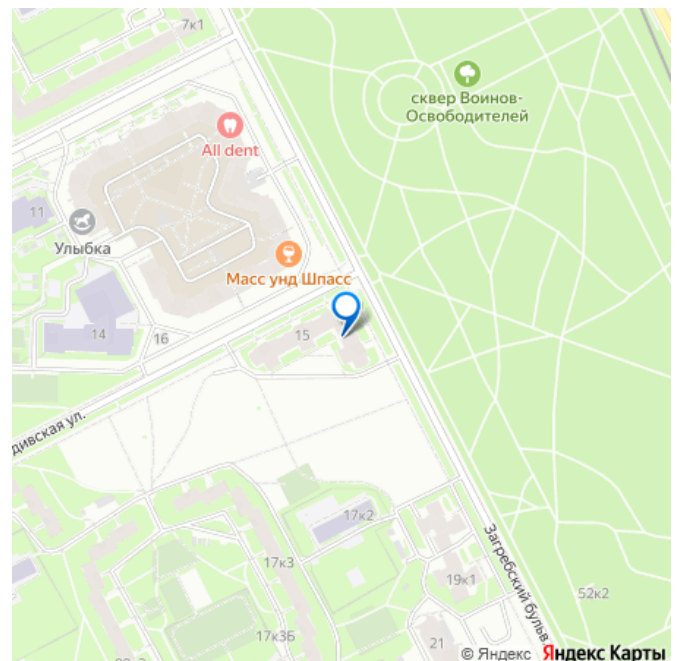 7к1
сквер Воинов-
Освободителей
All dent
11
Улыбка
Масс унд Шпасс
14
16
15
дивская ул.
17к2
Загребский бульв
17к3
19к1
52к2
17к3Б
21
© Яндекс Яндекс Карты